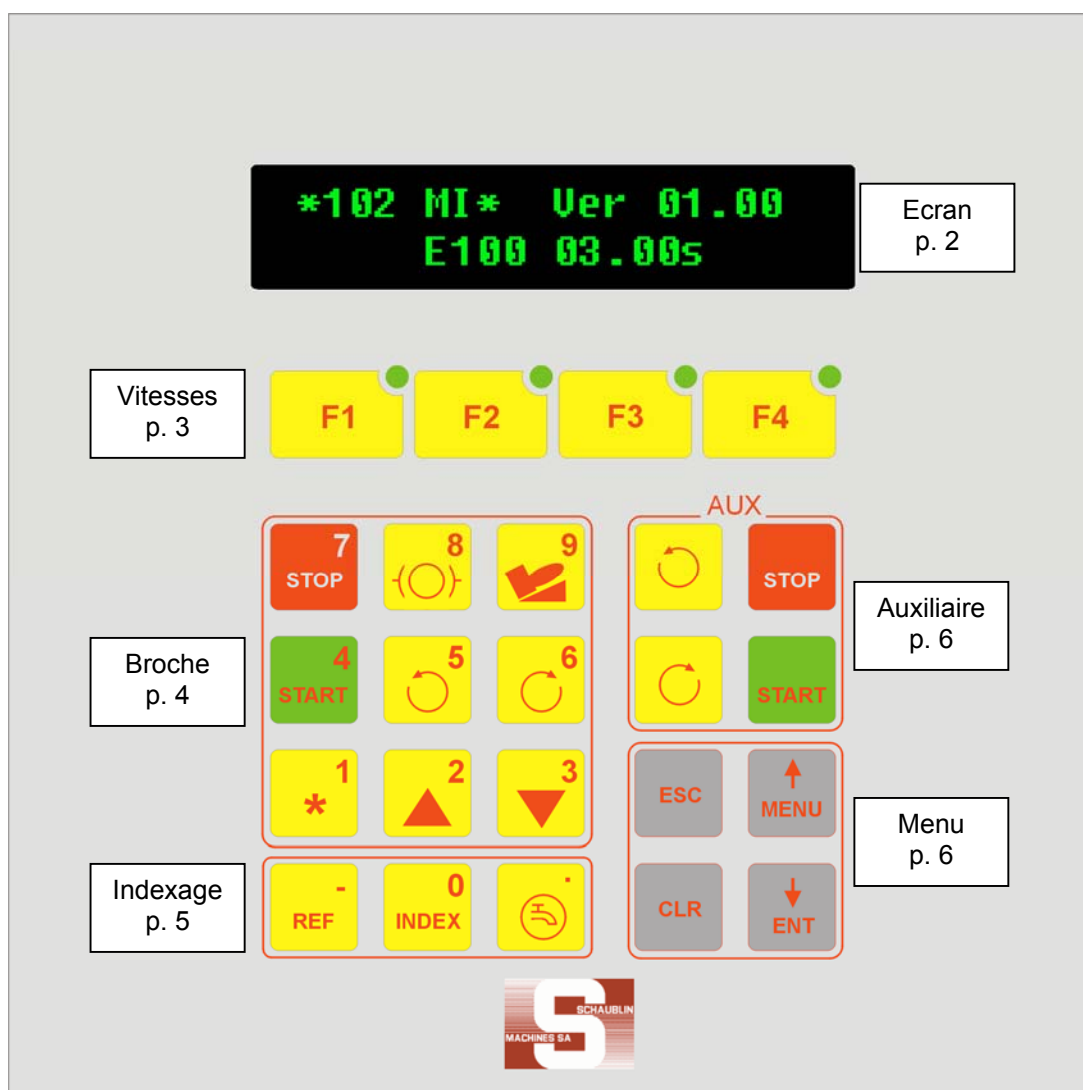 *102 MI* Ver 01.00
E100 03.00s
Ecran
p. 2
Vitesses
p. 3
F1
F2
F3
F4
AUX
7
STOP
8
9
STOP
Auxiliaire
p. 6
Broche
p. 4
4
START
5
6
START
1
*
2
3
ESC
MENU
Menu
p. 6
Indexage
p. 5
-
REF
0
INDEX
.
CLR
ENT
SCHAUBLIN
MACHINES SA